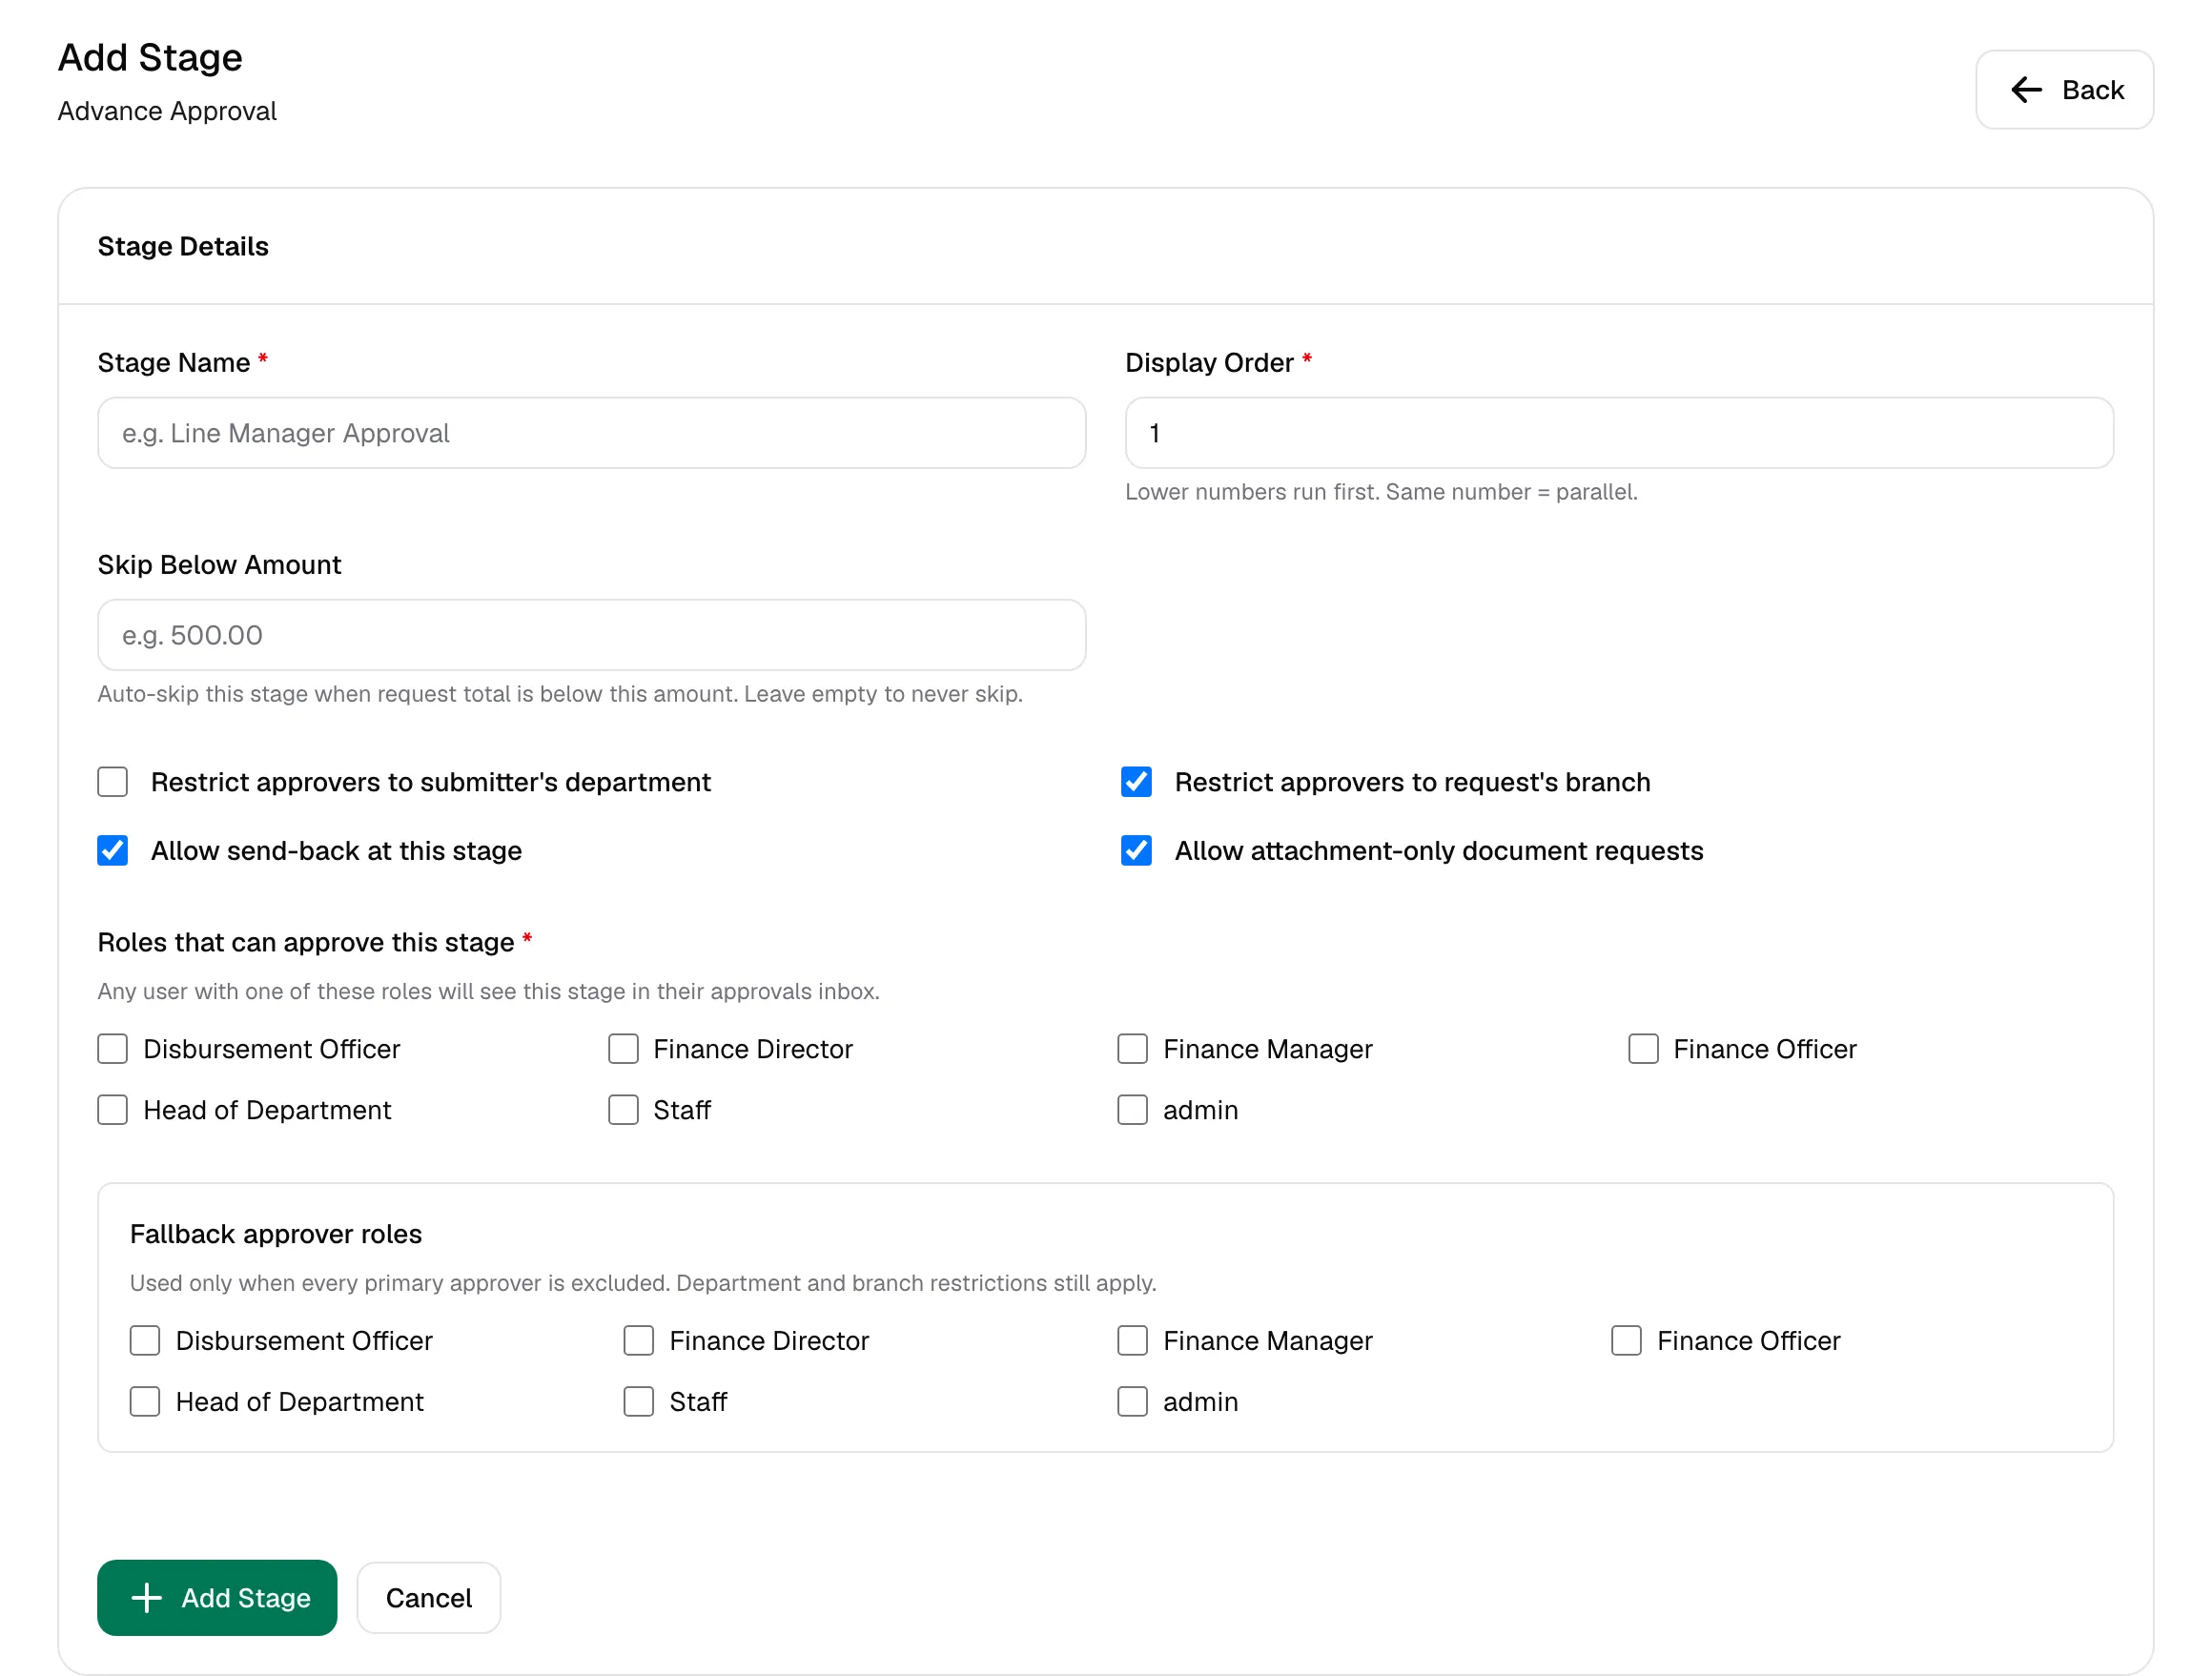 Add Stage
Advance Approval
Back
Stage Details
Stage Name *
Display Order *
e.g. Line Manager Approval
1
Lower numbers run first. Same number = parallel.
Skip Below Amount
e.g. 500.00
Auto-skip this stage when request total is below this amount. Leave empty to never skip.
Restrict approvers to submitter's department
Restrict approvers to request's branch
Allow send-back at this stage
Allow attachment-only document requests
Roles that can approve this stage *
Any user with one of these roles will see this stage in their approvals inbox.
Disbursement Officer
Finance Director
Finance Manager
Finance Officer
Head of Department
Staff
admin
Fallback approver roles
Used only when every primary approver is excluded. Department and branch restrictions still apply.
Disbursement Officer
Finance Director
Finance Manager
Finance Officer
Head of Department
Staff
admin
Add Stage
Cancel